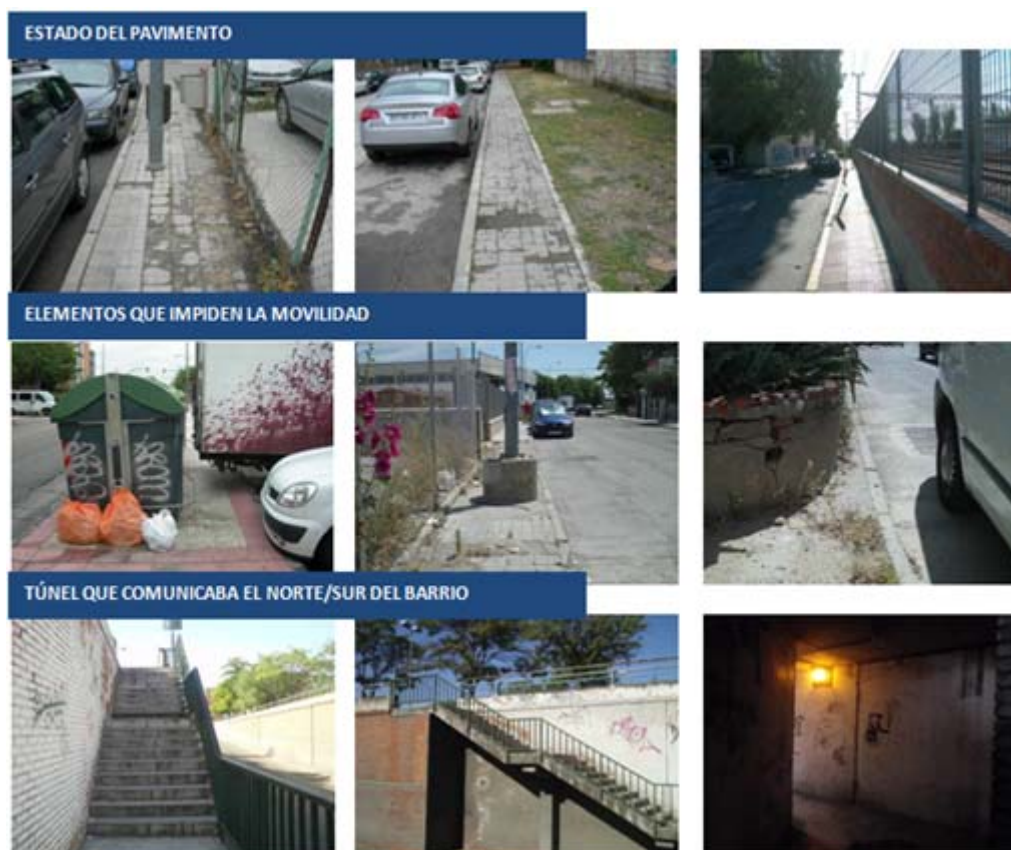 ESTADO DEL PAVIMENTO
ELEMENTOS QUE IMPIDEN LA MOVILIDAD
TÚNEL QUE COMUNICABA EL NORTE/SUR DEL BARRIO